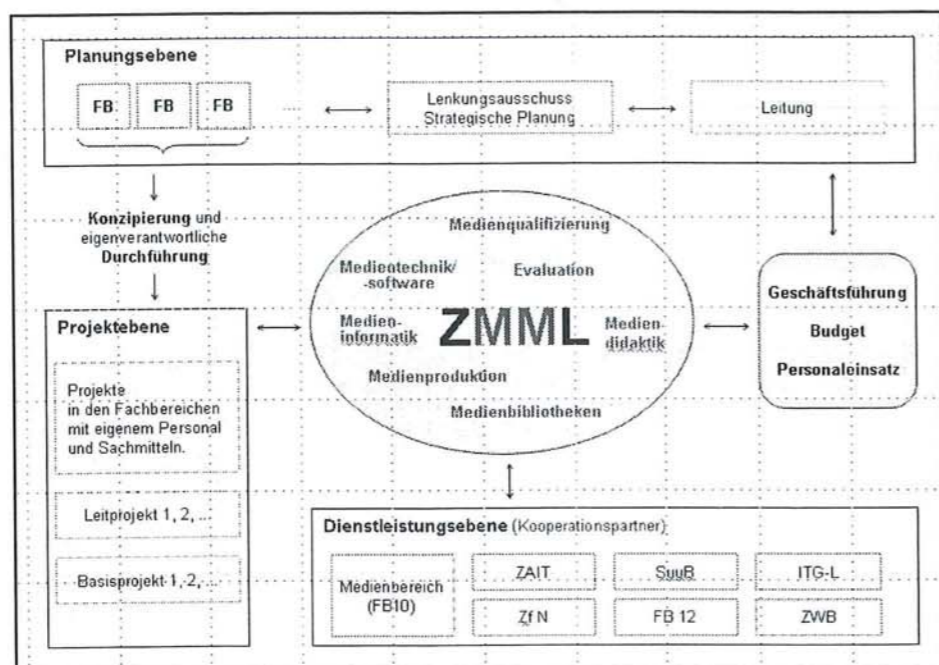 Planungsebene
FB FB FB ...
Lenkungsausschuss
Strategische Planung
Leitung
Konzipierung und
eigenverantwortliche
Durchführung
Medienqualifizierung
Medientechnik/
-software
Evaluation
Medien-
informatik
ZMML
Medien-
didaktik
Medienproduktion
Medienbibliotheken
Geschäftsführung
Budget
Personaleinsatz
Projektebene
Projekte
in den Fachbereichen
mit eigenem Personal
und Sachmitteln.
Leitprojekt 1, 2, ...
Basisprojekt 1, 2, ...
Dienstleistungsebene (Kooperationspartner)
Medienbereich
(FB10)
ZAIT SuuB ITG-L
ZfN FB 12 ZWB